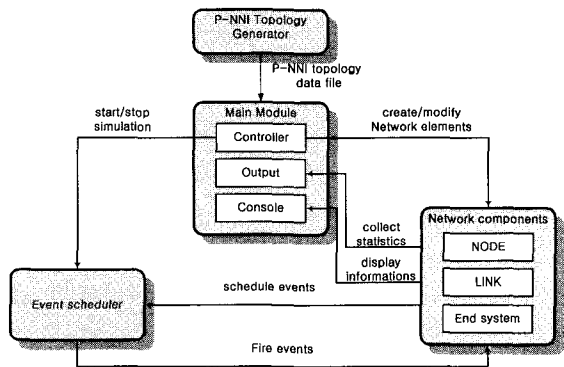 P-NNI Topology
Generator
P-NNI topology
data file
start/stop
simulation
Main Module
Controller
Output
Console
create/modify
Network elements
collect
statistics
display
informations
Network components
NODE
LINK
End system
Event scheduler
schedule events
Fire events